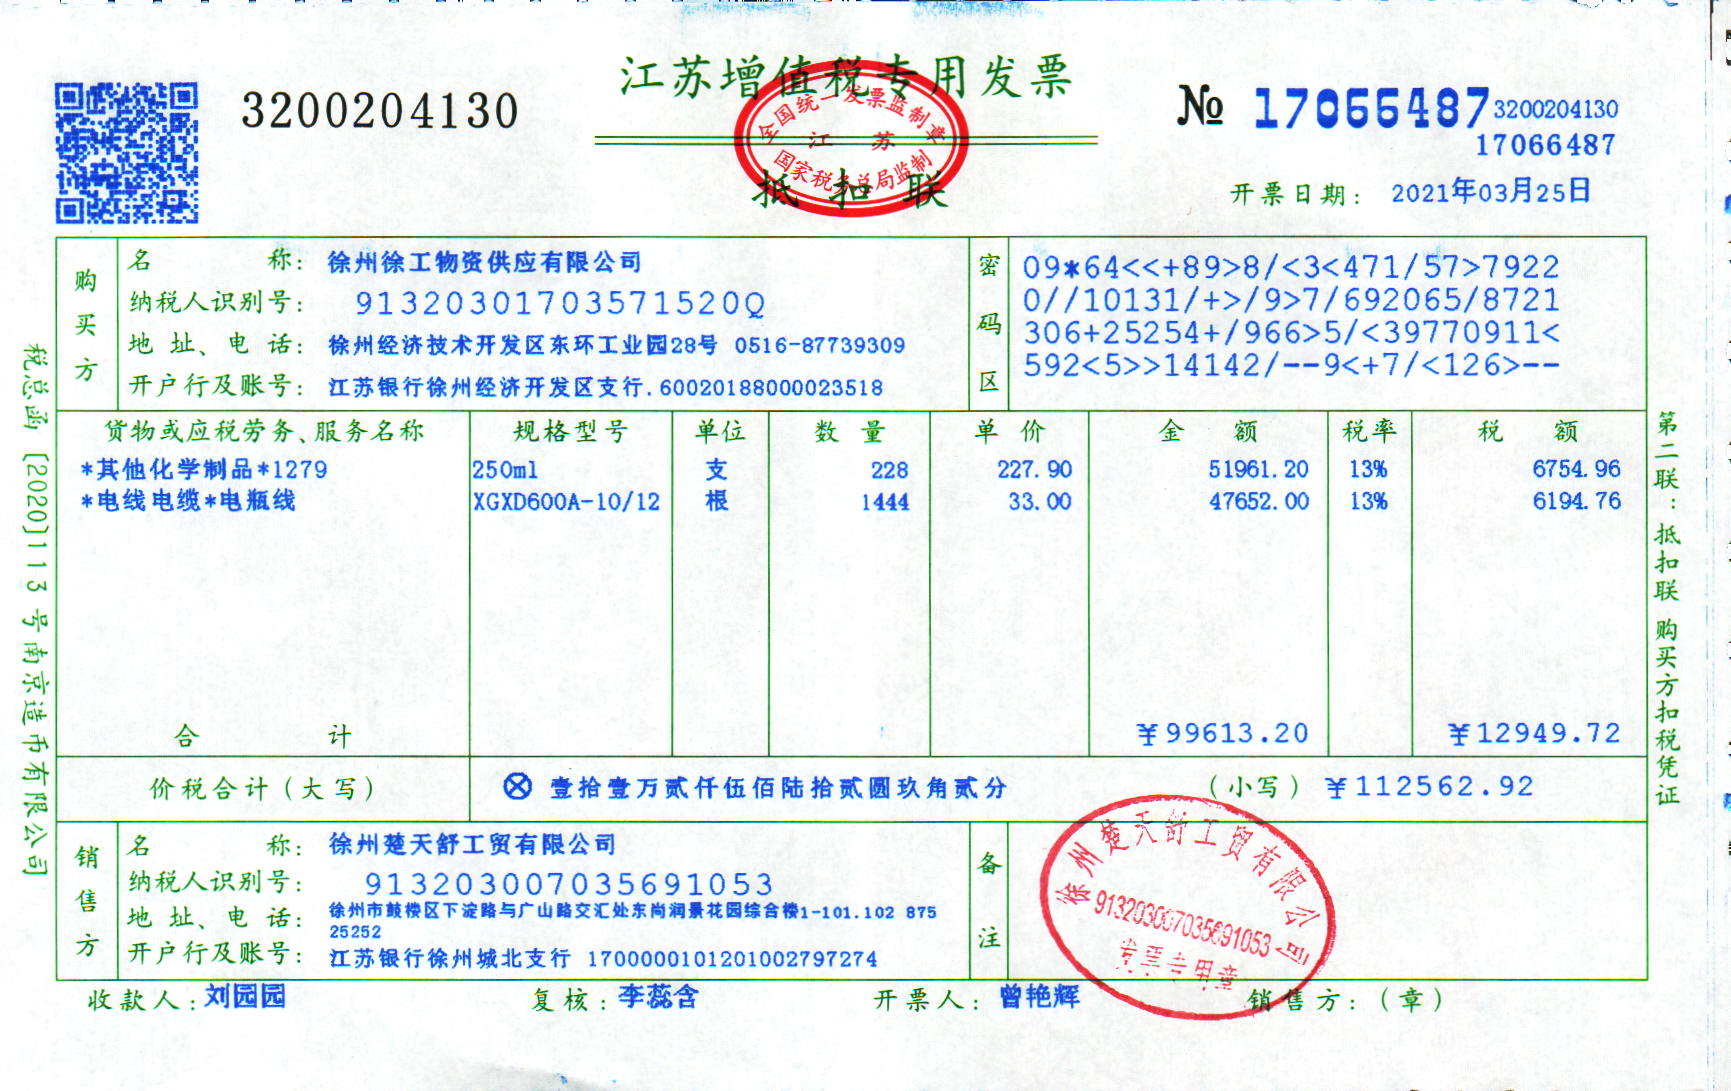 江苏增值税专用发票
3200204130
№ 17066487
3200204130
17066487
全国统一发票监制章
江 苏
国家税务总局监制
抵扣联
开票日期: 2021年03月25日
税总函[2020]113号南京造币有限公司
第二联:抵扣联 购买方扣税凭证
购买方
名 称: 徐州徐工物资供应有限公司
纳税人识别号: 91320301703571520Q
地 址、电 话: 徐州经济技术开发区东环工业园28号 0516-87739309
开户行及账号: 江苏银行徐州经济开发区支行.60020188000023518
密码区
09*64<<+89>8/<3<471/57>7922
0//10131/+>/9>7/692065/8721
306+25254+/966>5/<39770911<
592<5>>14142/--9<+7/<126>--
货物或应税劳务、服务名称 规格型号 单位 数 量 单 价 金 额 税率 税 额
*其他化学制品*1279 250ml 支 228 227.90 51961.20 13% 6754.96
*电线电缆*电瓶线 XGXD600A-10/12 根 1444 33.00 47652.00 13% 6194.76
合 计 ¥99613.20 ¥12949.72
价税合计(大写) ⊗ 壹拾壹万贰仟伍佰陆拾贰圆玖角贰分 (小写) ¥112562.92
销售方
名 称: 徐州楚天舒工贸有限公司
纳税人识别号: 913203007035691053
地 址、电 话: 徐州市鼓楼区下淀路与广山路交汇处东尚润景花园综合楼1-101.102 875
25252
开户行及账号: 江苏银行徐州城北支行 1700000101201002797274
备注
徐州楚天舒工贸有限公司
913203007035691053
发票专用章
收款人: 刘园园 复核: 李蕊含 开票人: 曾艳辉 销售方:(章)